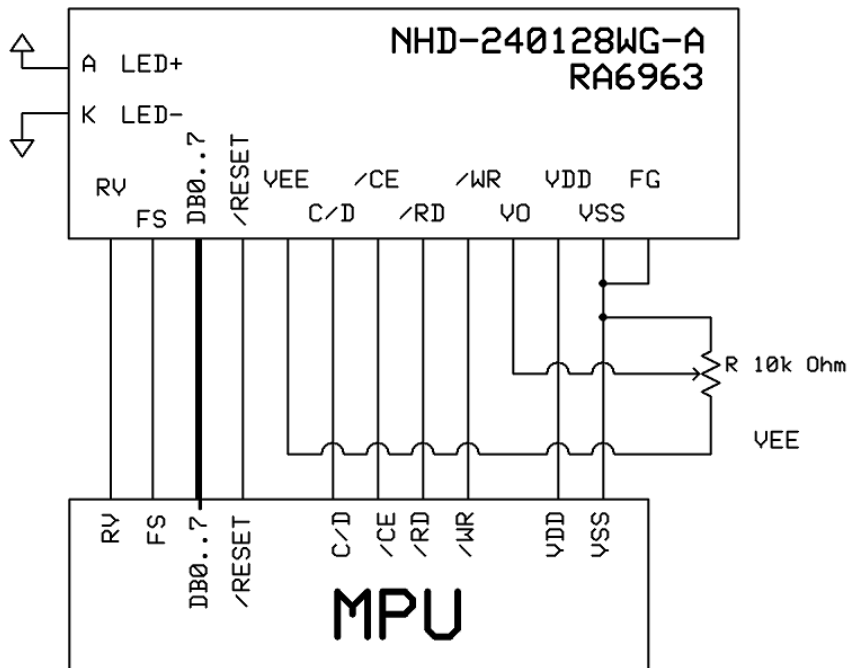 NHD-240128WG-A
RA6963
A LED+
K LED-
RV
FS
DB0..7
/RESET
VEE
C/D
/CE
/RD
/WR
VO
VDD
VSS
FG
R 10k Ohm
VEE
RV
FS
DB0..7
/RESET
C/D
/CE
/RD
/WR
VDD
VSS
MPU